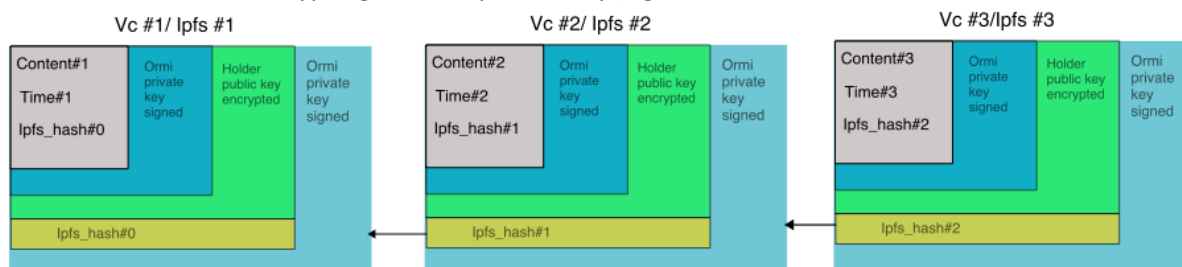 Vc #1/ Ipfs #1
Content#1
Time#1
Ipfs_hash#0
Ormi
private
key
signed
Holder
public key
encrypted
Ormi
private
key
signed
Ipfs_hash#0
Vc #2/ Ipfs #2
Content#2
Time#2
Ipfs_hash#1
Ormi
private
key
signed
Holder
public key
encrypted
Ormi
private
key
signed
Ipfs_hash#1
Vc #3/Ipfs #3
Content#3
Time#3
Ipfs_hash#2
Ormi
private
key
signed
Holder
public key
encrypted
Ormi
private
key
signed
Ipfs_hash#2